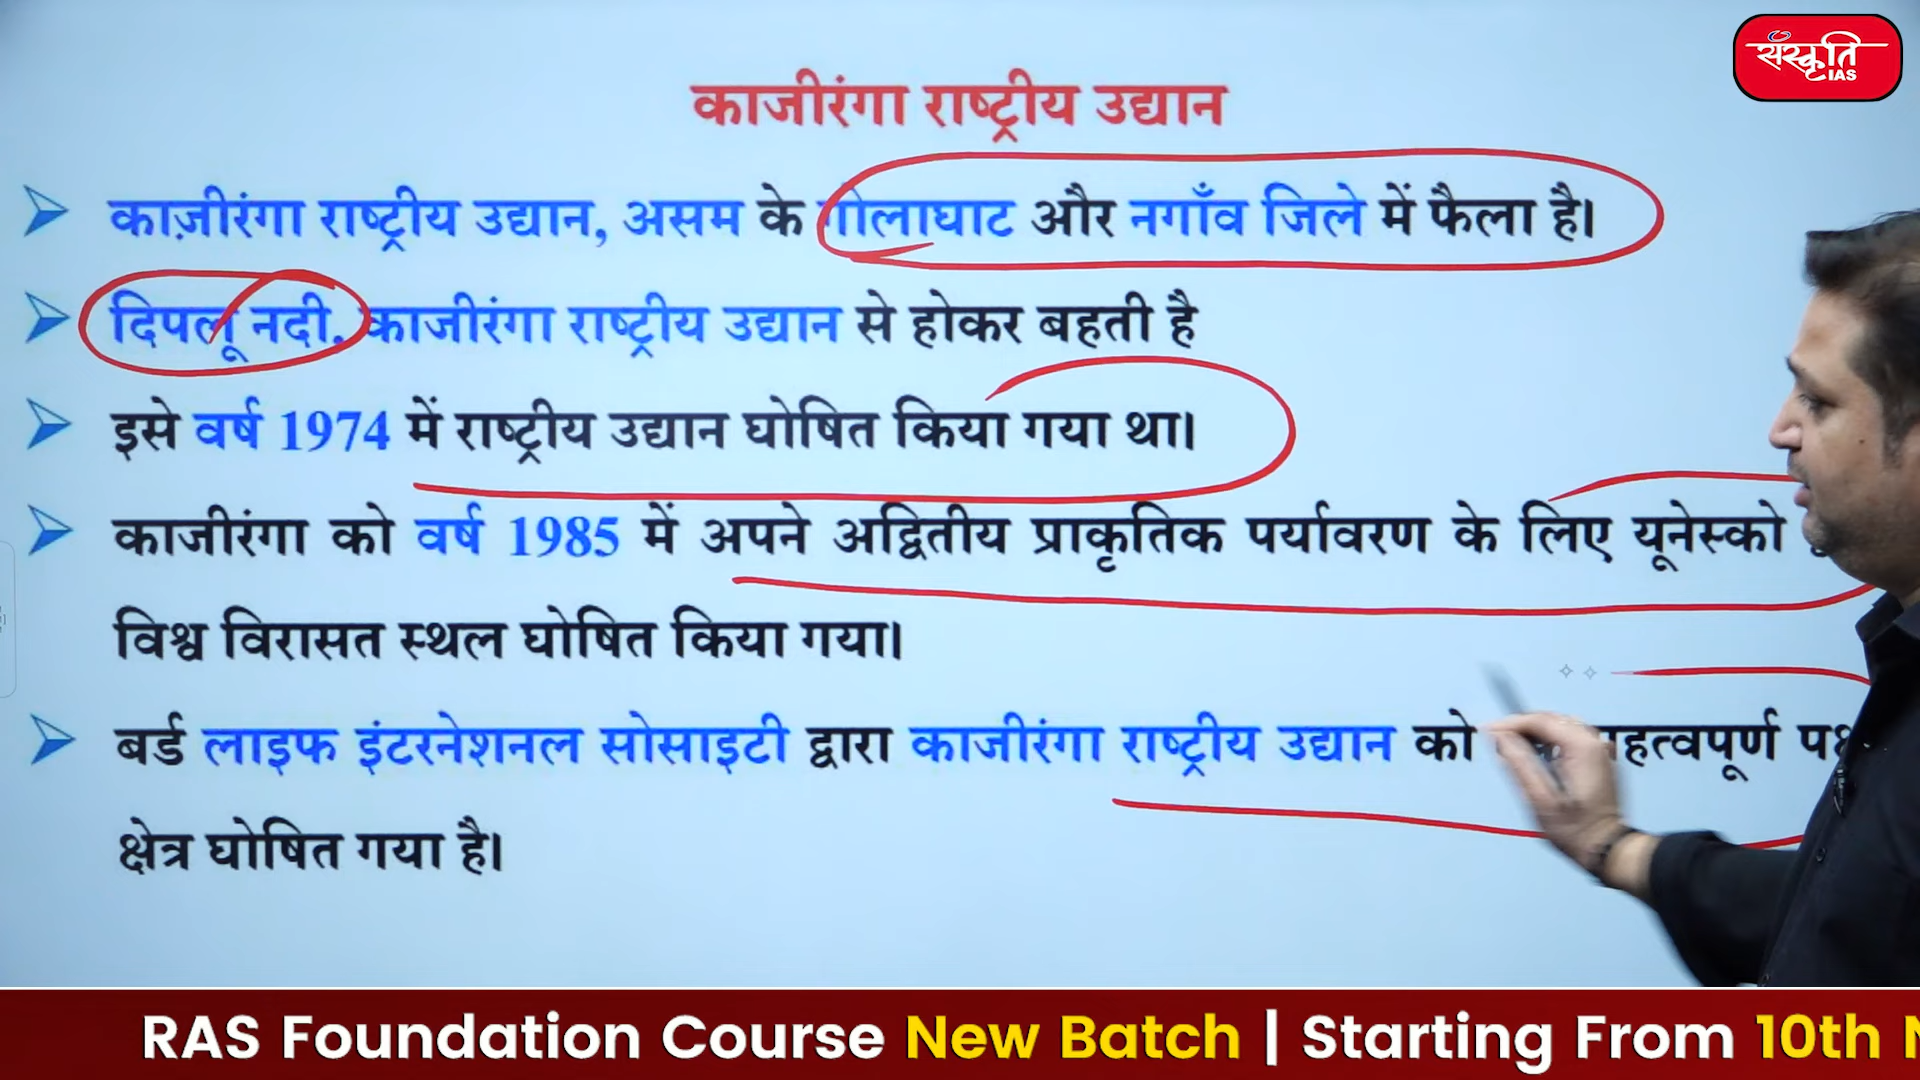 संस्कृति
IAS
काजीरंगा राष्ट्रीय उद्यान
काज़ीरंगा राष्ट्रीय उद्यान, असम के गोलाघाट और नगाँव जिले में फैला है।
दिपलू नदी, काजीरंगा राष्ट्रीय उद्यान से होकर बहती है
इसे वर्ष 1974 में राष्ट्रीय उद्यान घोषित किया गया था।
काजीरंगा को वर्ष 1985 में अपने अद्वितीय प्राकृतिक पर्यावरण के लिए यूनेस्को
विश्व विरासत स्थल घोषित किया गया।
बर्ड लाइफ इंटरनेशनल सोसाइटी द्वारा काजीरंगा राष्ट्रीय उद्यान को
क्षेत्र घोषित गया है।
RAS Foundation Course New Batch | Starting From 10th